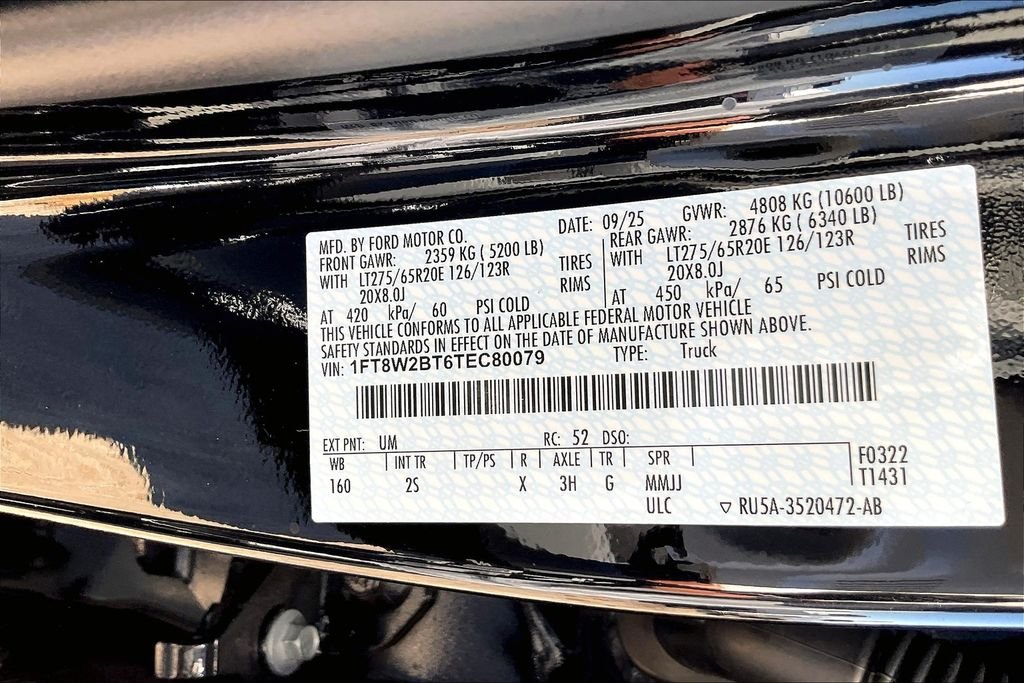 MFD. BY FORD MOTOR CO. DATE: 09/25 GVWR: 4808 KG (10600 LB)
FRONT GAWR: 2359 KG ( 5200 LB) REAR GAWR: 2876 KG ( 6340 LB)
WITH LT275/65R20E 126/123R TIRES WITH LT275/65R20E 126/123R TIRES
20X8.0J RIMS 20X8.0J RIMS
AT 420 kPa/ 60 PSI COLD AT 450 kPa/ 65 PSI COLD
THIS VEHICLE CONFORMS TO ALL APPLICABLE FEDERAL MOTOR VEHICLE
SAFETY STANDARDS IN EFFECT ON THE DATE OF MANUFACTURE SHOWN ABOVE.
VIN: 1FT8W2BT6TEC80079 TYPE: Truck
EXT PNT: UM RC: 52 DSO:
WB INT TR TP/PS R AXLE TR SPR F0322
160 2S X 3H G MMJJ T1431
ULC ▽ RU5A-3520472-AB